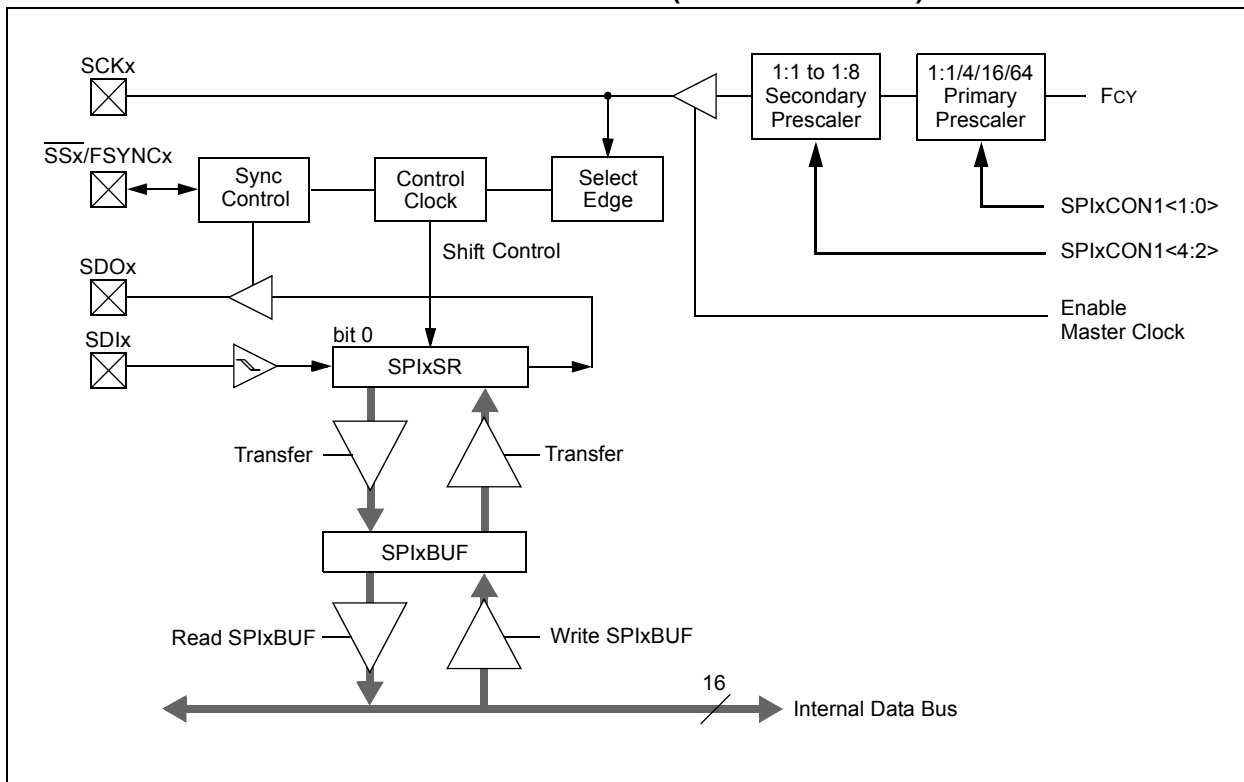 SCKx
1:1 to 1:8
Secondary
Prescaler
1:1/4/16/64
Primary
Prescaler
FCY
SSx/FSYNCx
Sync
Control
Control
Clock
Select
Edge
SPIxCON1<1:0>
Shift Control
SPIxCON1<4:2>
SDOx
Enable
Master Clock
SDIx
bit 0
SPIxSR
Transfer
Transfer
SPIxBUF
Read SPIxBUF
Write SPIxBUF
16
Internal Data Bus